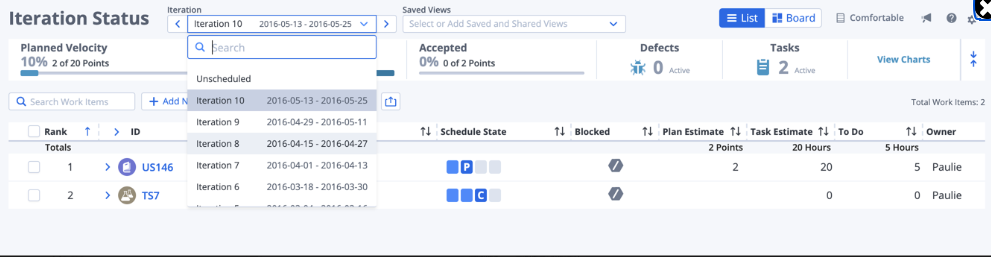 Iteration Status
Iteration
Iteration 10 2016-05-13 - 2016-05-25
Saved Views
Select or Add Saved and Shared Views
List
Board
Comfortable
Planned Velocity
10% 2 of 20 Points
Accepted
0% 0 of 2 Points
Defects
0 Active
Tasks
2 Active
View Charts
Search
Unscheduled
Iteration 10 2016-05-13 - 2016-05-25
Iteration 9 2016-04-29 - 2016-05-11
Iteration 8 2016-04-15 - 2016-04-27
Iteration 7 2016-04-01 - 2016-04-13
Iteration 6 2016-03-18 - 2016-03-30
Search Work Items
+ Add N
Total Work Items: 2
Rank ID Schedule State Blocked Plan Estimate Task Estimate To Do Owner
Totals 2 Points 20 Hours 5 Hours
1 US146 P 2 20 5 Paulie
2 TS7 C 0 0 Paulie